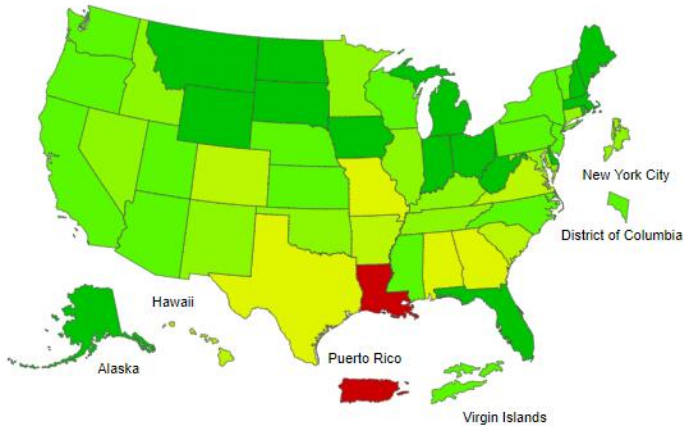 New York City
District of Columbia
Hawaii
Alaska
Puerto Rico
Virgin Islands